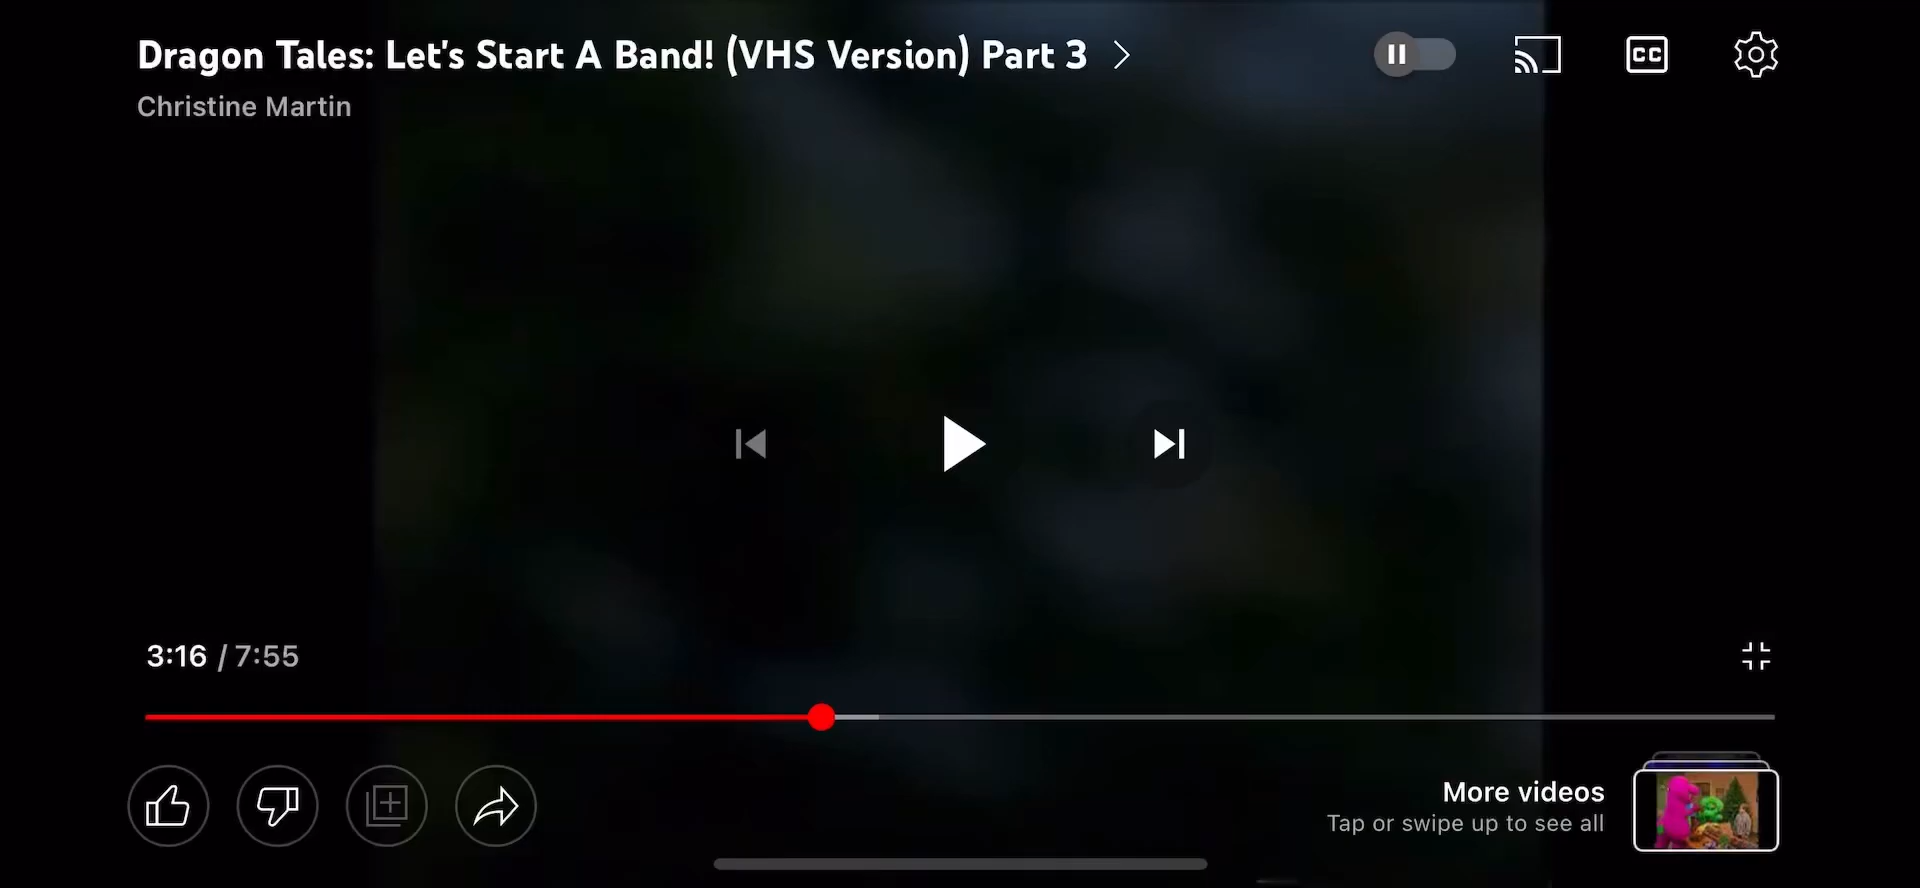 Dragon Tales: Let's Start A Band! (VHS Version) Part 3
Christine Martin
CC
3:16 / 7:55
More videos
Tap or swipe up to see all